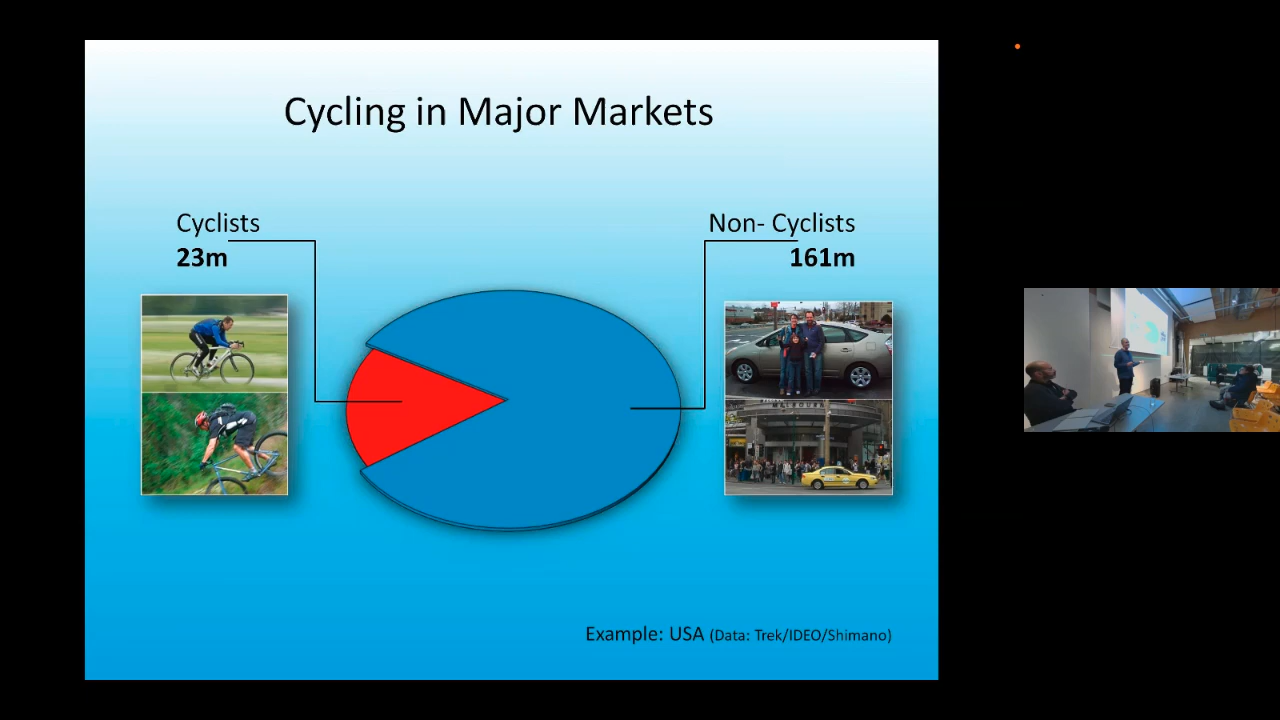 Cycling in Major Markets
Cyclists
23m
Non- Cyclists
161m
Example: USA (Data: Trek/IDEO/Shimano)